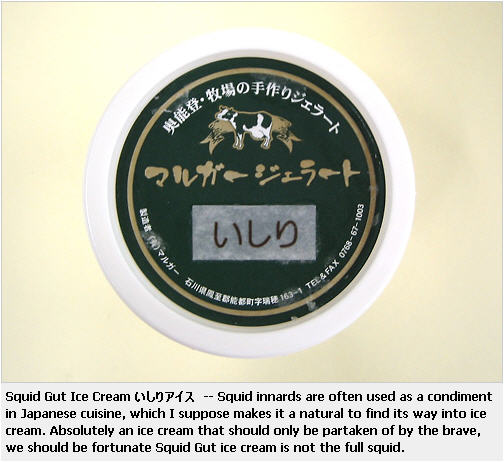 奥能登・牧場の手作りジェラート
マルガージェラート
いしり
製造者 (有)マルガー 石川県鳳至郡能都町字瑞穂163-1 TEL&FAX 0768-67-1003
Squid Gut Ice Cream いしりアイス -- Squid innards are often used as a condiment
in Japanese cuisine, which I suppose makes it a natural to find its way into ice
cream. Absolutely an ice cream that should only be partaken of by the brave,
we should be fortunate Squid Gut ice cream is not the full squid.